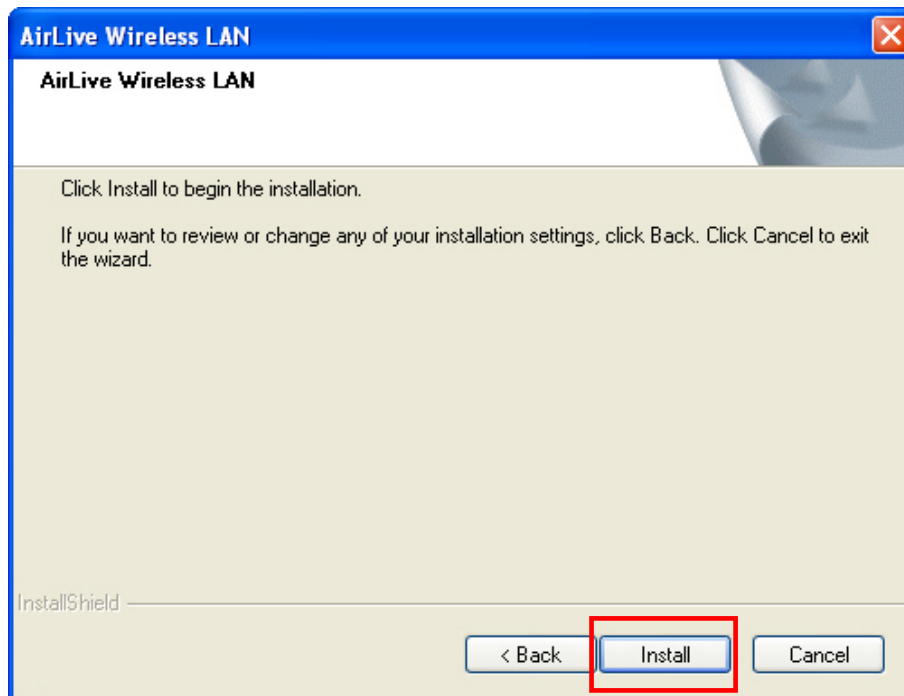 AirLive Wireless LAN
AirLive Wireless LAN
Click Install to begin the installation.
If you want to review or change any of your installation settings, click Back. Click Cancel to exit
the wizard.
InstallShield
< Back
Install
Cancel